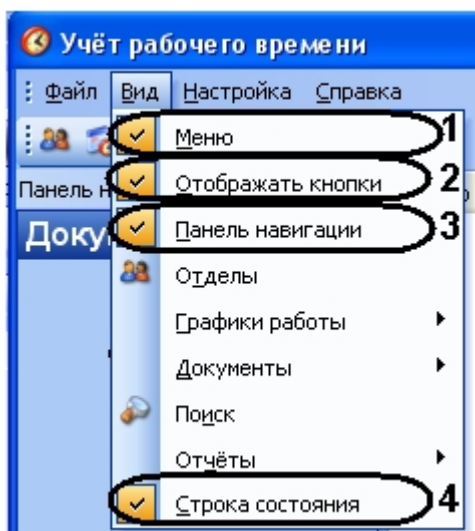 Учёт рабочего времени
Файл Вид Настройка Справка
Меню 1
Отображать кнопки 2
Панель н
Панель навигации 3
Доку
Отделы
Графики работы
Документы
Поиск
Отчёты
Строка состояния 4